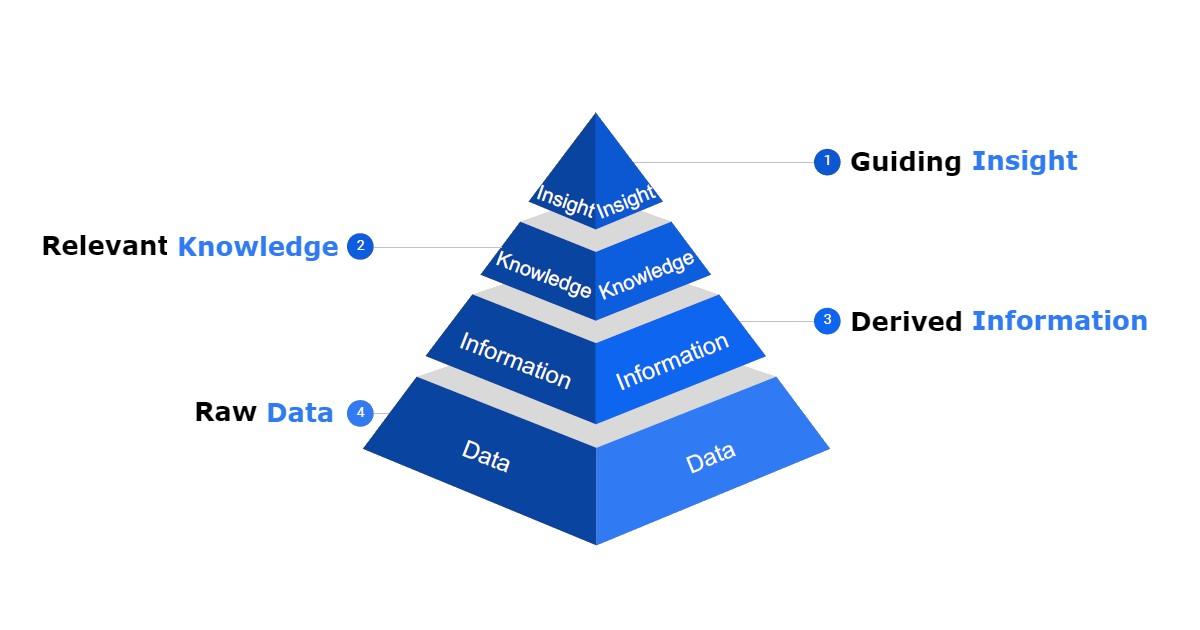 1 Guiding Insight
Insight Insight
Relevant Knowledge 2
Knowledge Knowledge
3 Derived Information
Information Information
Raw Data 4
Data Data